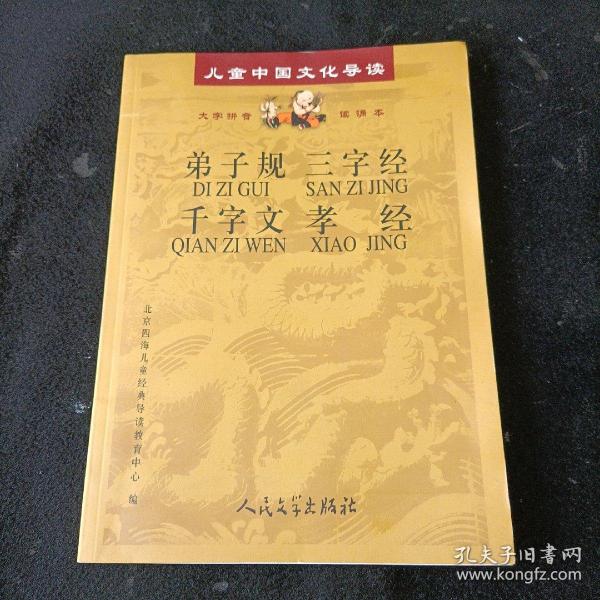 儿童中国文化导读
大字拼音 诵读本
弟子规 三字经
DI ZI GUI SAN ZI JING
千字文 孝 经
QIAN ZI WEN XIAO JING
北京四海儿童经典导读教育中心 编
人民文学出版社
孔夫子旧书网
www.kongfz.com